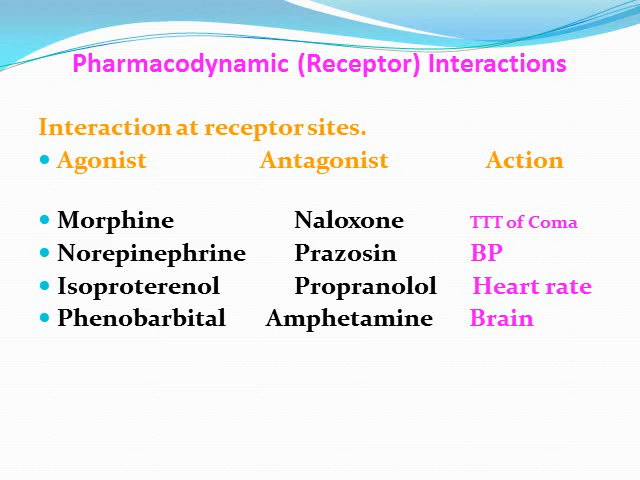 Pharmacodynamic (Receptor) Interactions
Interaction at receptor sites.
• Agonist Antagonist Action
• Morphine Naloxone TTT of Coma
• Norepinephrine Prazosin BP
• Isoproterenol Propranolol Heart rate
• Phenobarbital Amphetamine Brain